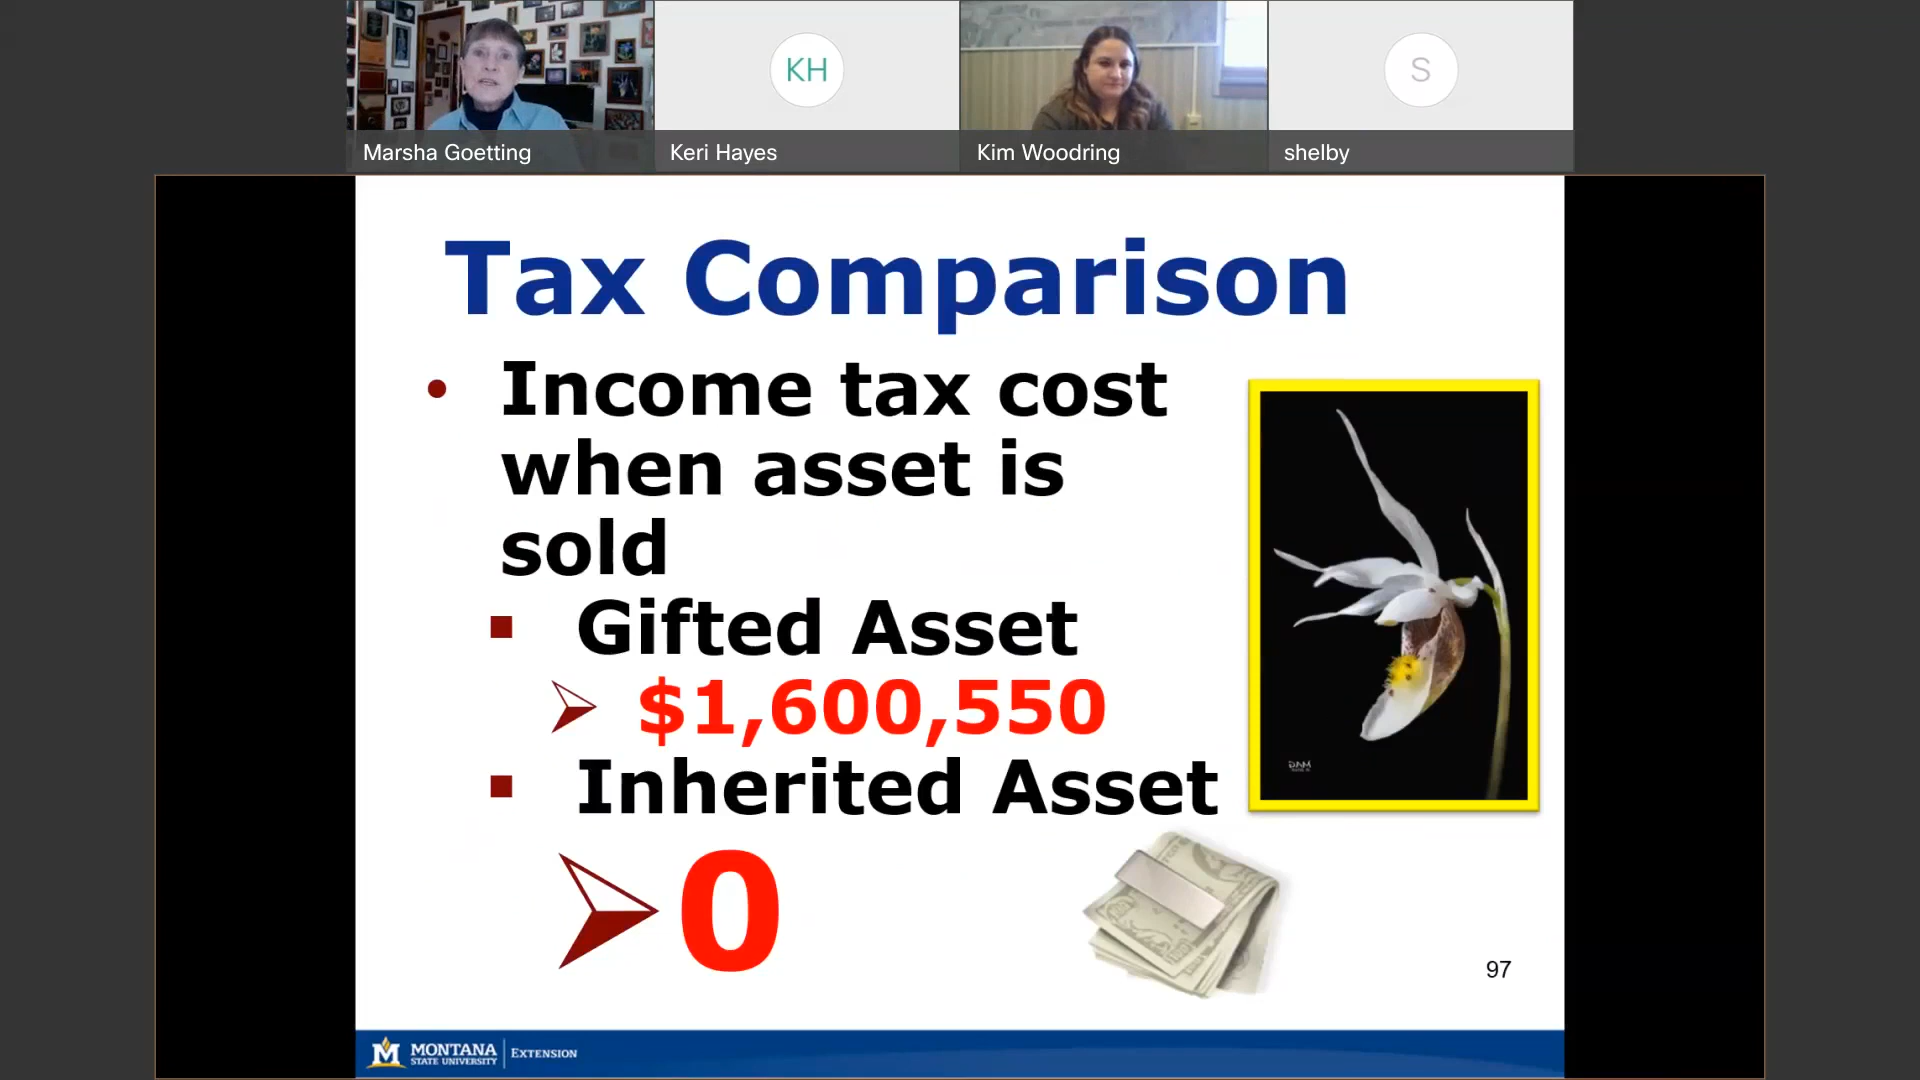 Marsha Goetting
KH
Keri Hayes
Kim Woodring
S
shelby
Tax Comparison
• Income tax cost
when asset is
sold
▪ Gifted Asset
➢ $1,600,550
▪ Inherited Asset
➢ 0
DAM
97
M MONTANA
STATE UNIVERSITY
EXTENSION